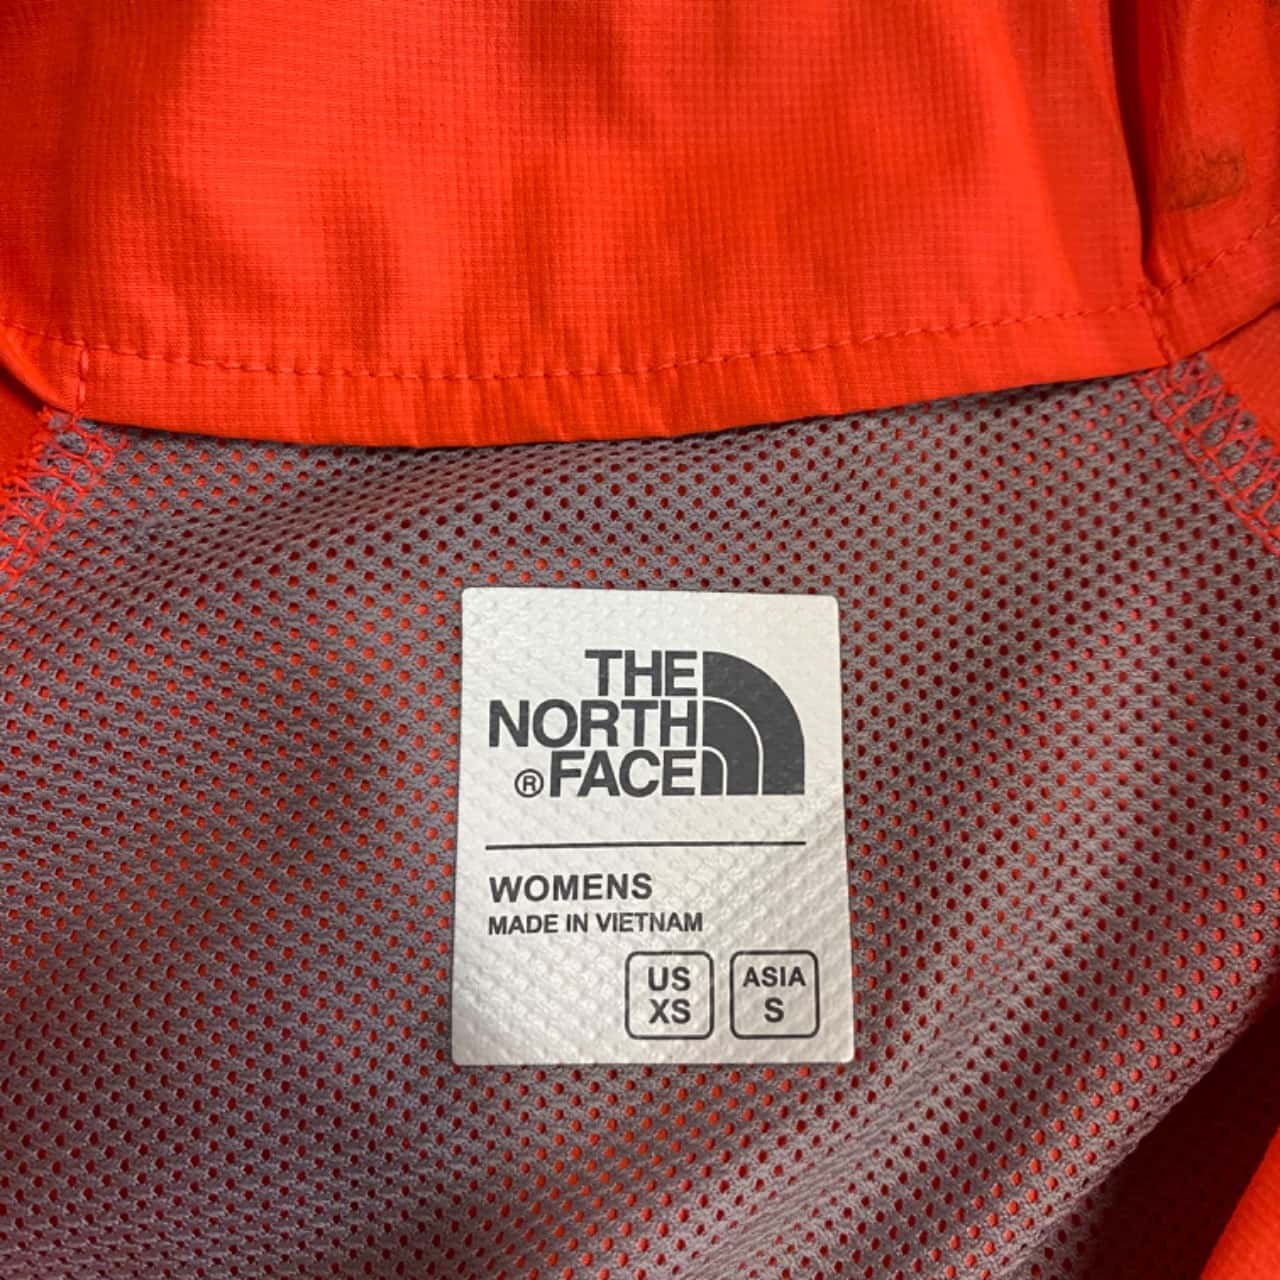 THE
NORTH
® FACE
WOMENS
MADE IN VIETNAM
US
XS
ASIA
S